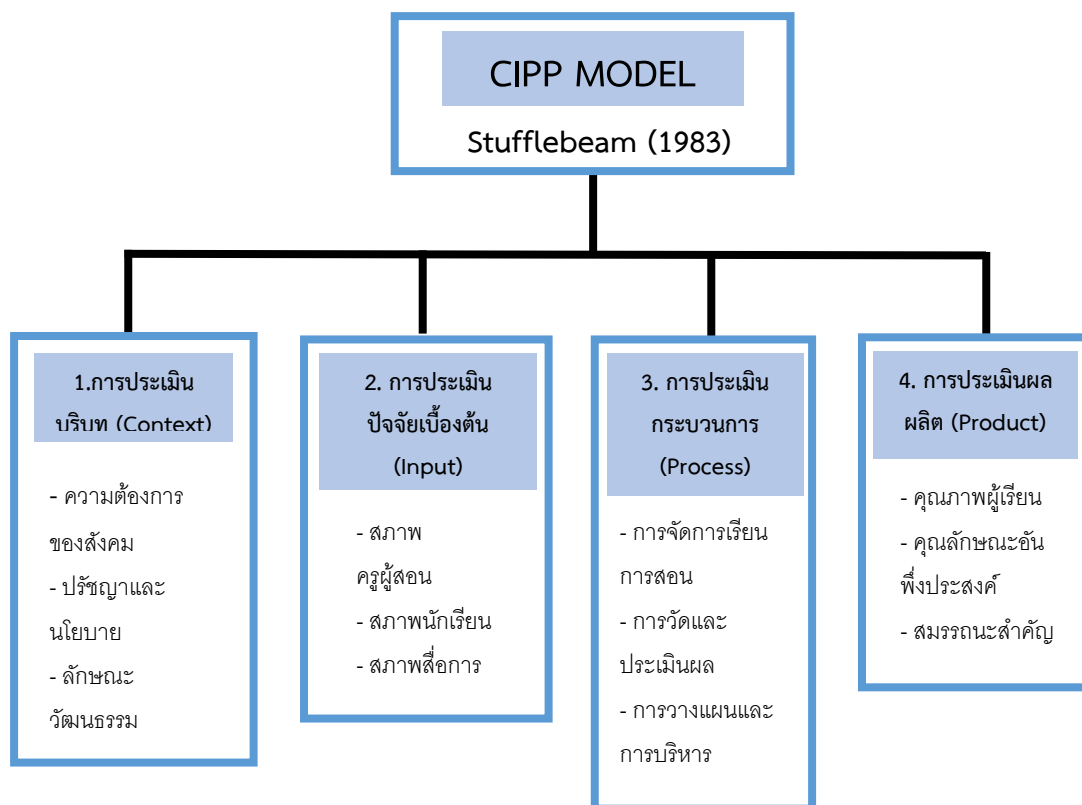 CIPP MODEL
Stufflebeam (1983)
1.การประเมิน
บริบท (Context)
- ความต้องการ
ของสังคม
- ปรัชญาและ
นโยบาย
- ลักษณะ
วัฒนธรรม
2. การประเมิน
ปัจจัยเบื้องต้น
(Input)
- สภาพ
ครูผู้สอน
- สภาพนักเรียน
- สภาพสื่อการ
3. การประเมิน
กระบวนการ
(Process)
- การจัดการเรียน
การสอน
- การวัดและ
ประเมินผล
- การวางแผนและ
การบริหาร
4. การประเมินผล
ผลิต (Product)
- คุณภาพผู้เรียน
- คุณลักษณะอัน
พึ่งประสงค์
- สมรรถนะสำคัญ